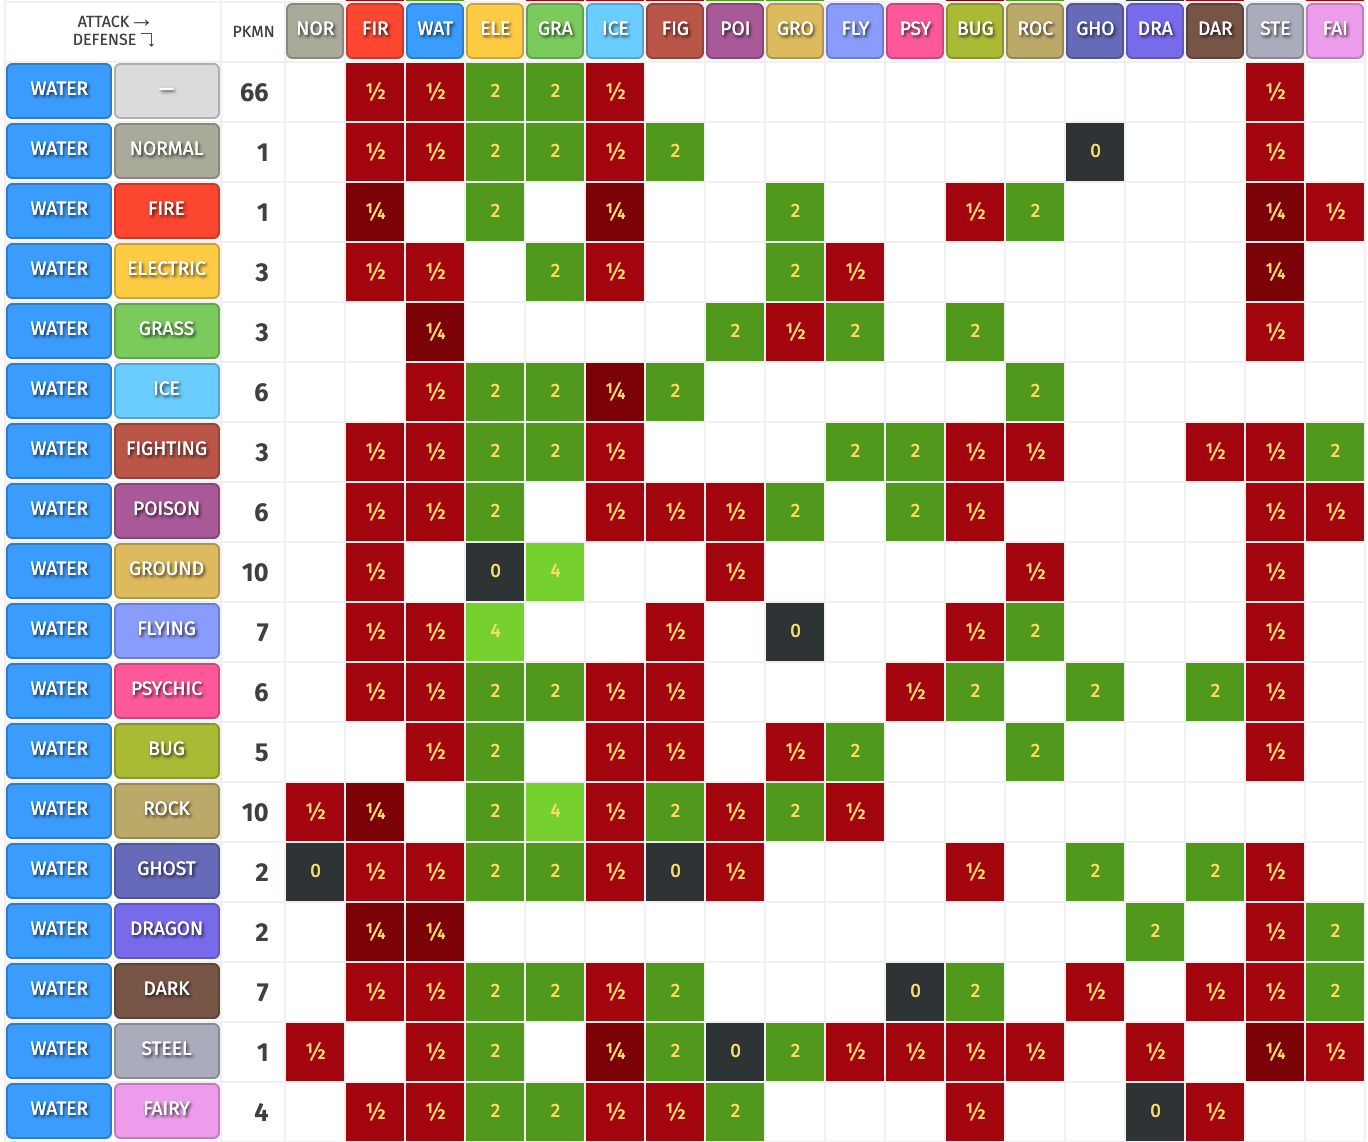 ATTACK → DEFENSE ⤵ PKMN NOR FIR WAT ELE GRA ICE FIG POI GRO FLY PSY BUG ROC GHO DRA DAR STE FAI
WATER — 66 ½ ½ 2 2 ½ ½
WATER NORMAL 1 ½ ½ 2 2 ½ 2 0 ½
WATER FIRE 1 ¼ 2 ¼ 2 ½ 2 ¼ ½
WATER ELECTRIC 3 ½ ½ 2 ½ 2 ½ ¼
WATER GRASS 3 ¼ 2 ½ 2 2 ½
WATER ICE 6 ½ 2 2 ¼ 2 2
WATER FIGHTING 3 ½ ½ 2 2 ½ 2 2 ½ ½ ½ ½ 2
WATER POISON 6 ½ ½ 2 ½ ½ ½ 2 2 ½ ½ ½
WATER GROUND 10 ½ 0 4 ½ ½ ½
WATER FLYING 7 ½ ½ 4 ½ 0 ½ 2 ½
WATER PSYCHIC 6 ½ ½ 2 2 ½ ½ ½ 2 2 2 ½
WATER BUG 5 ½ 2 ½ ½ ½ 2 2 ½
WATER ROCK 10 ½ ¼ 2 4 ½ 2 ½ 2 ½
WATER GHOST 2 0 ½ ½ 2 2 ½ 0 ½ ½ 2 2 ½
WATER DRAGON 2 ¼ ¼ 2 ½ 2
WATER DARK 7 ½ ½ 2 2 ½ 2 0 2 ½ ½ ½ 2
WATER STEEL 1 ½ ½ 2 ¼ 2 0 2 ½ ½ ½ ½ ½ ¼ ½
WATER FAIRY 4 ½ ½ 2 2 ½ ½ 2 ½ 0 ½